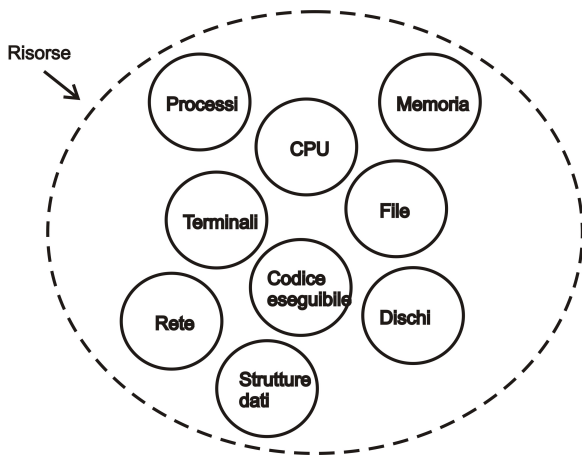 Risorse
Processi
Memoria
CPU
Terminali
File
Codice
eseguibile
Rete
Dischi
Strutture
dati